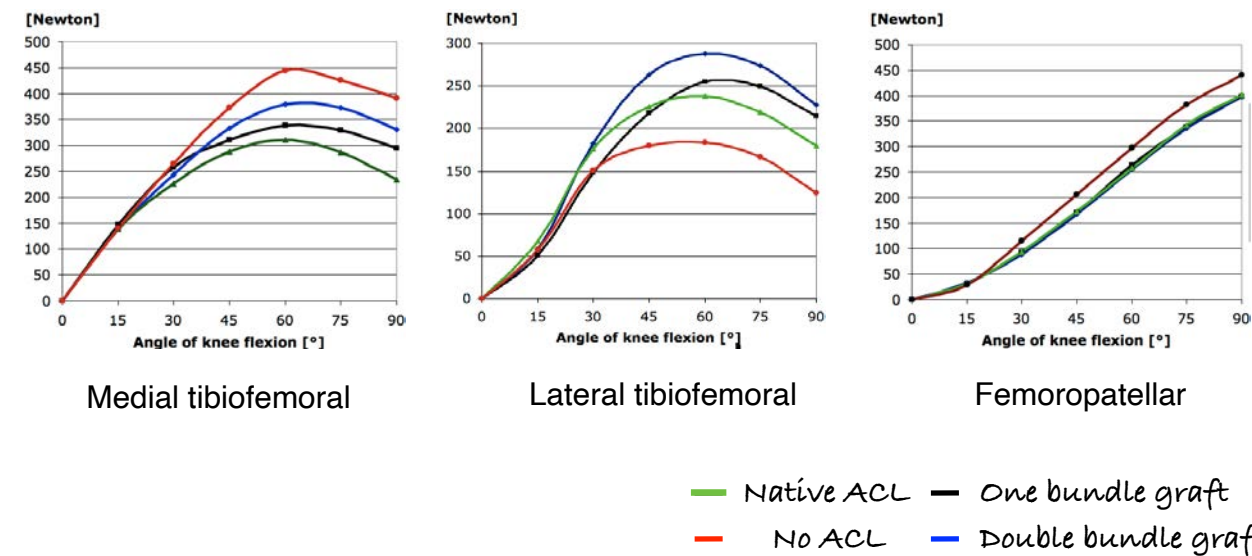 [Newton]
500
450
400
350
300
250
200
150
100
50
0
0 15 30 45 60 75 90
Angle of knee flexion [°]
Medial tibiofemoral
[Newton]
300
250
200
150
100
50
0
0 15 30 45 60 75 90
Angle of knee flexion [°]
Lateral tibiofemoral
[Newton]
500
450
400
350
300
250
200
150
100
50
0
0 15 30 45 60 75 90
Angle of knee flexion [°]
Femoropatellar
Native ACL One bundle graft
No ACL Double bundle graf